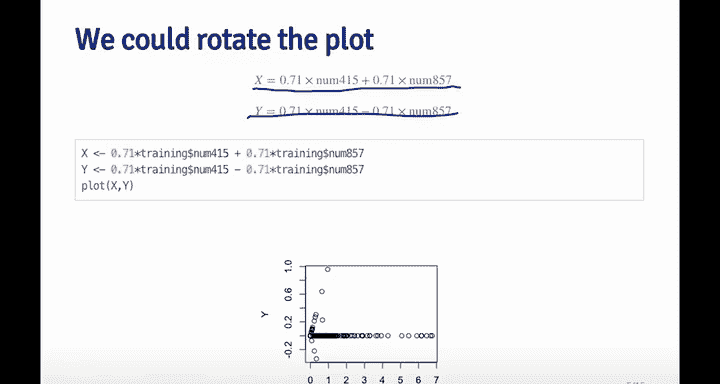 We could rotate the plot
X = 0.71 × num415 + 0.71 × num857
Y = 0.71 × num415 − 0.71 × num857
X <- 0.71*training$num415 + 0.71*training$num857
Y <- 0.71*training$num415 - 0.71*training$num857
plot(X,Y)
1.0
0.6
0.2
-0.2
Y
0 1 2 3 4 5 6 7